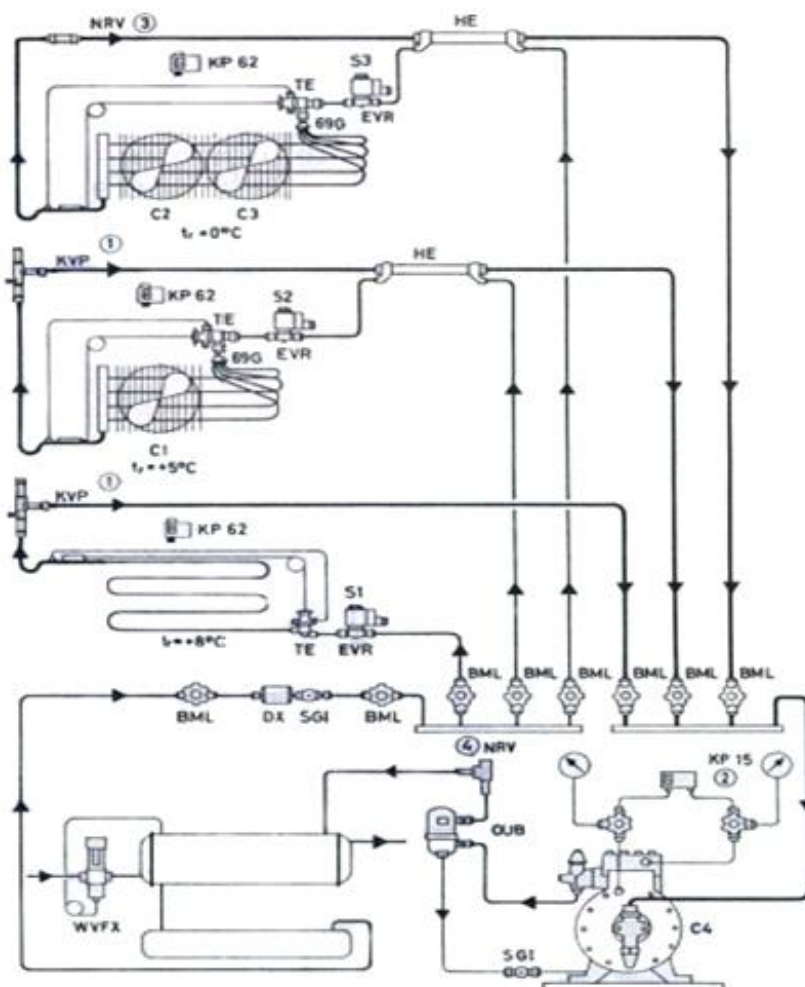 NRV ③
HE
KP 62
S3
TE
EVR
69G
C2 C3
tr = 0°C
KVP ①
HE
KP 62
S2
TE
EVR
69G
C1
tr = +5°C
KVP ①
KP 62
S1
tr = +8°C
TE EVR
BML BML BML BML BML BML
BML DX SGI BML
④ NRV
KP 15
②
OUB
WVFX
C4
SGI